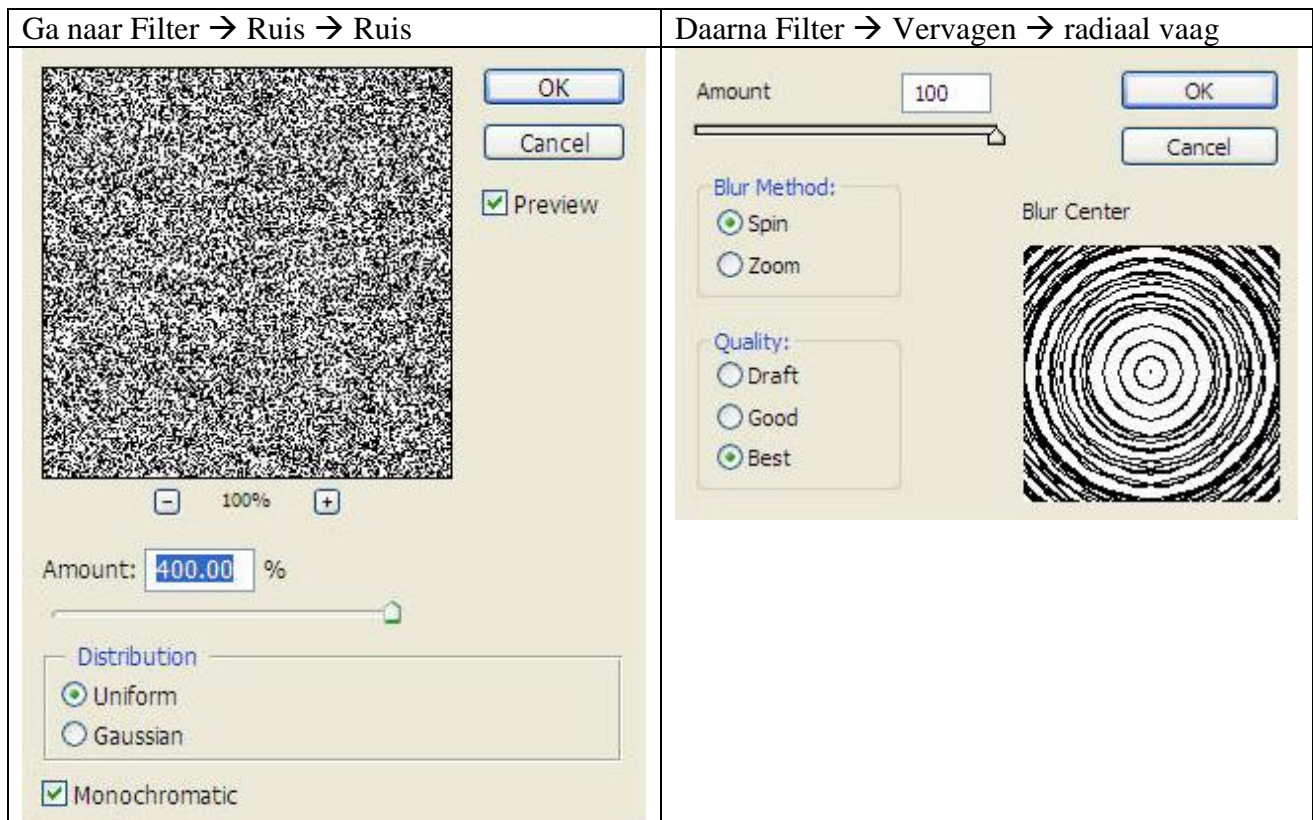 Ga naar Filter → Ruis → Ruis
OK
Cancel
Preview
100%
Amount: 400.00 %
Distribution
Uniform
Gaussian
Monochromatic
Daarna Filter → Vervagen → radiaal vaag
Amount 100
OK
Cancel
Blur Method:
Spin
Zoom
Blur Center
Quality:
Draft
Good
Best